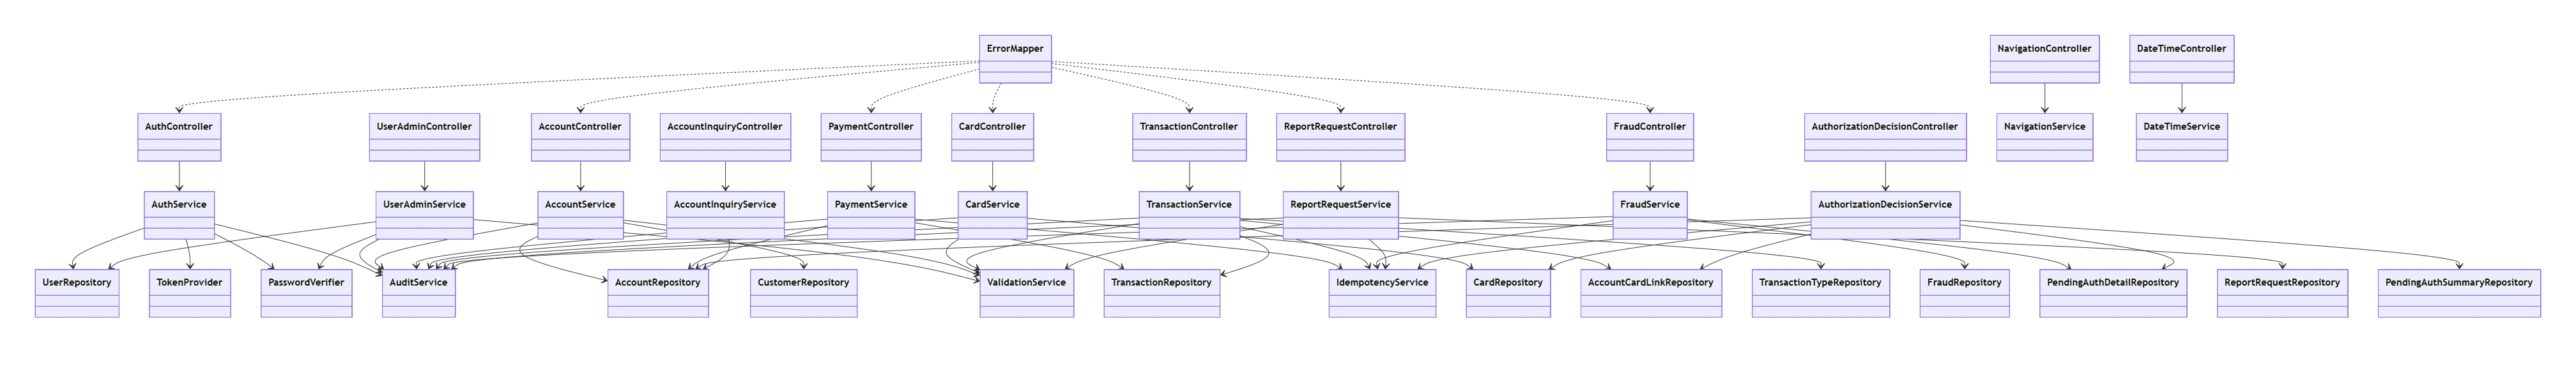 ErrorMapper
NavigationController
DateTimeController
AuthController
UserAdminController
AccountController
AccountInquiryController
PaymentController
CardController
TransactionController
ReportRequestController
FraudController
AuthorizationDecisionController
NavigationService
DateTimeService
AuthService
UserAdminService
AccountService
AccountInquiryService
PaymentService
CardService
TransactionService
ReportRequestService
FraudService
AuthorizationDecisionService
UserRepository
TokenProvider
PasswordVerifier
AuditService
AccountRepository
CustomerRepository
ValidationService
TransactionRepository
IdempotencyService
CardRepository
AccountCardLinkRepository
TransactionTypeRepository
FraudRepository
PendingAuthDetailRepository
ReportRequestRepository
PendingAuthSummaryRepository